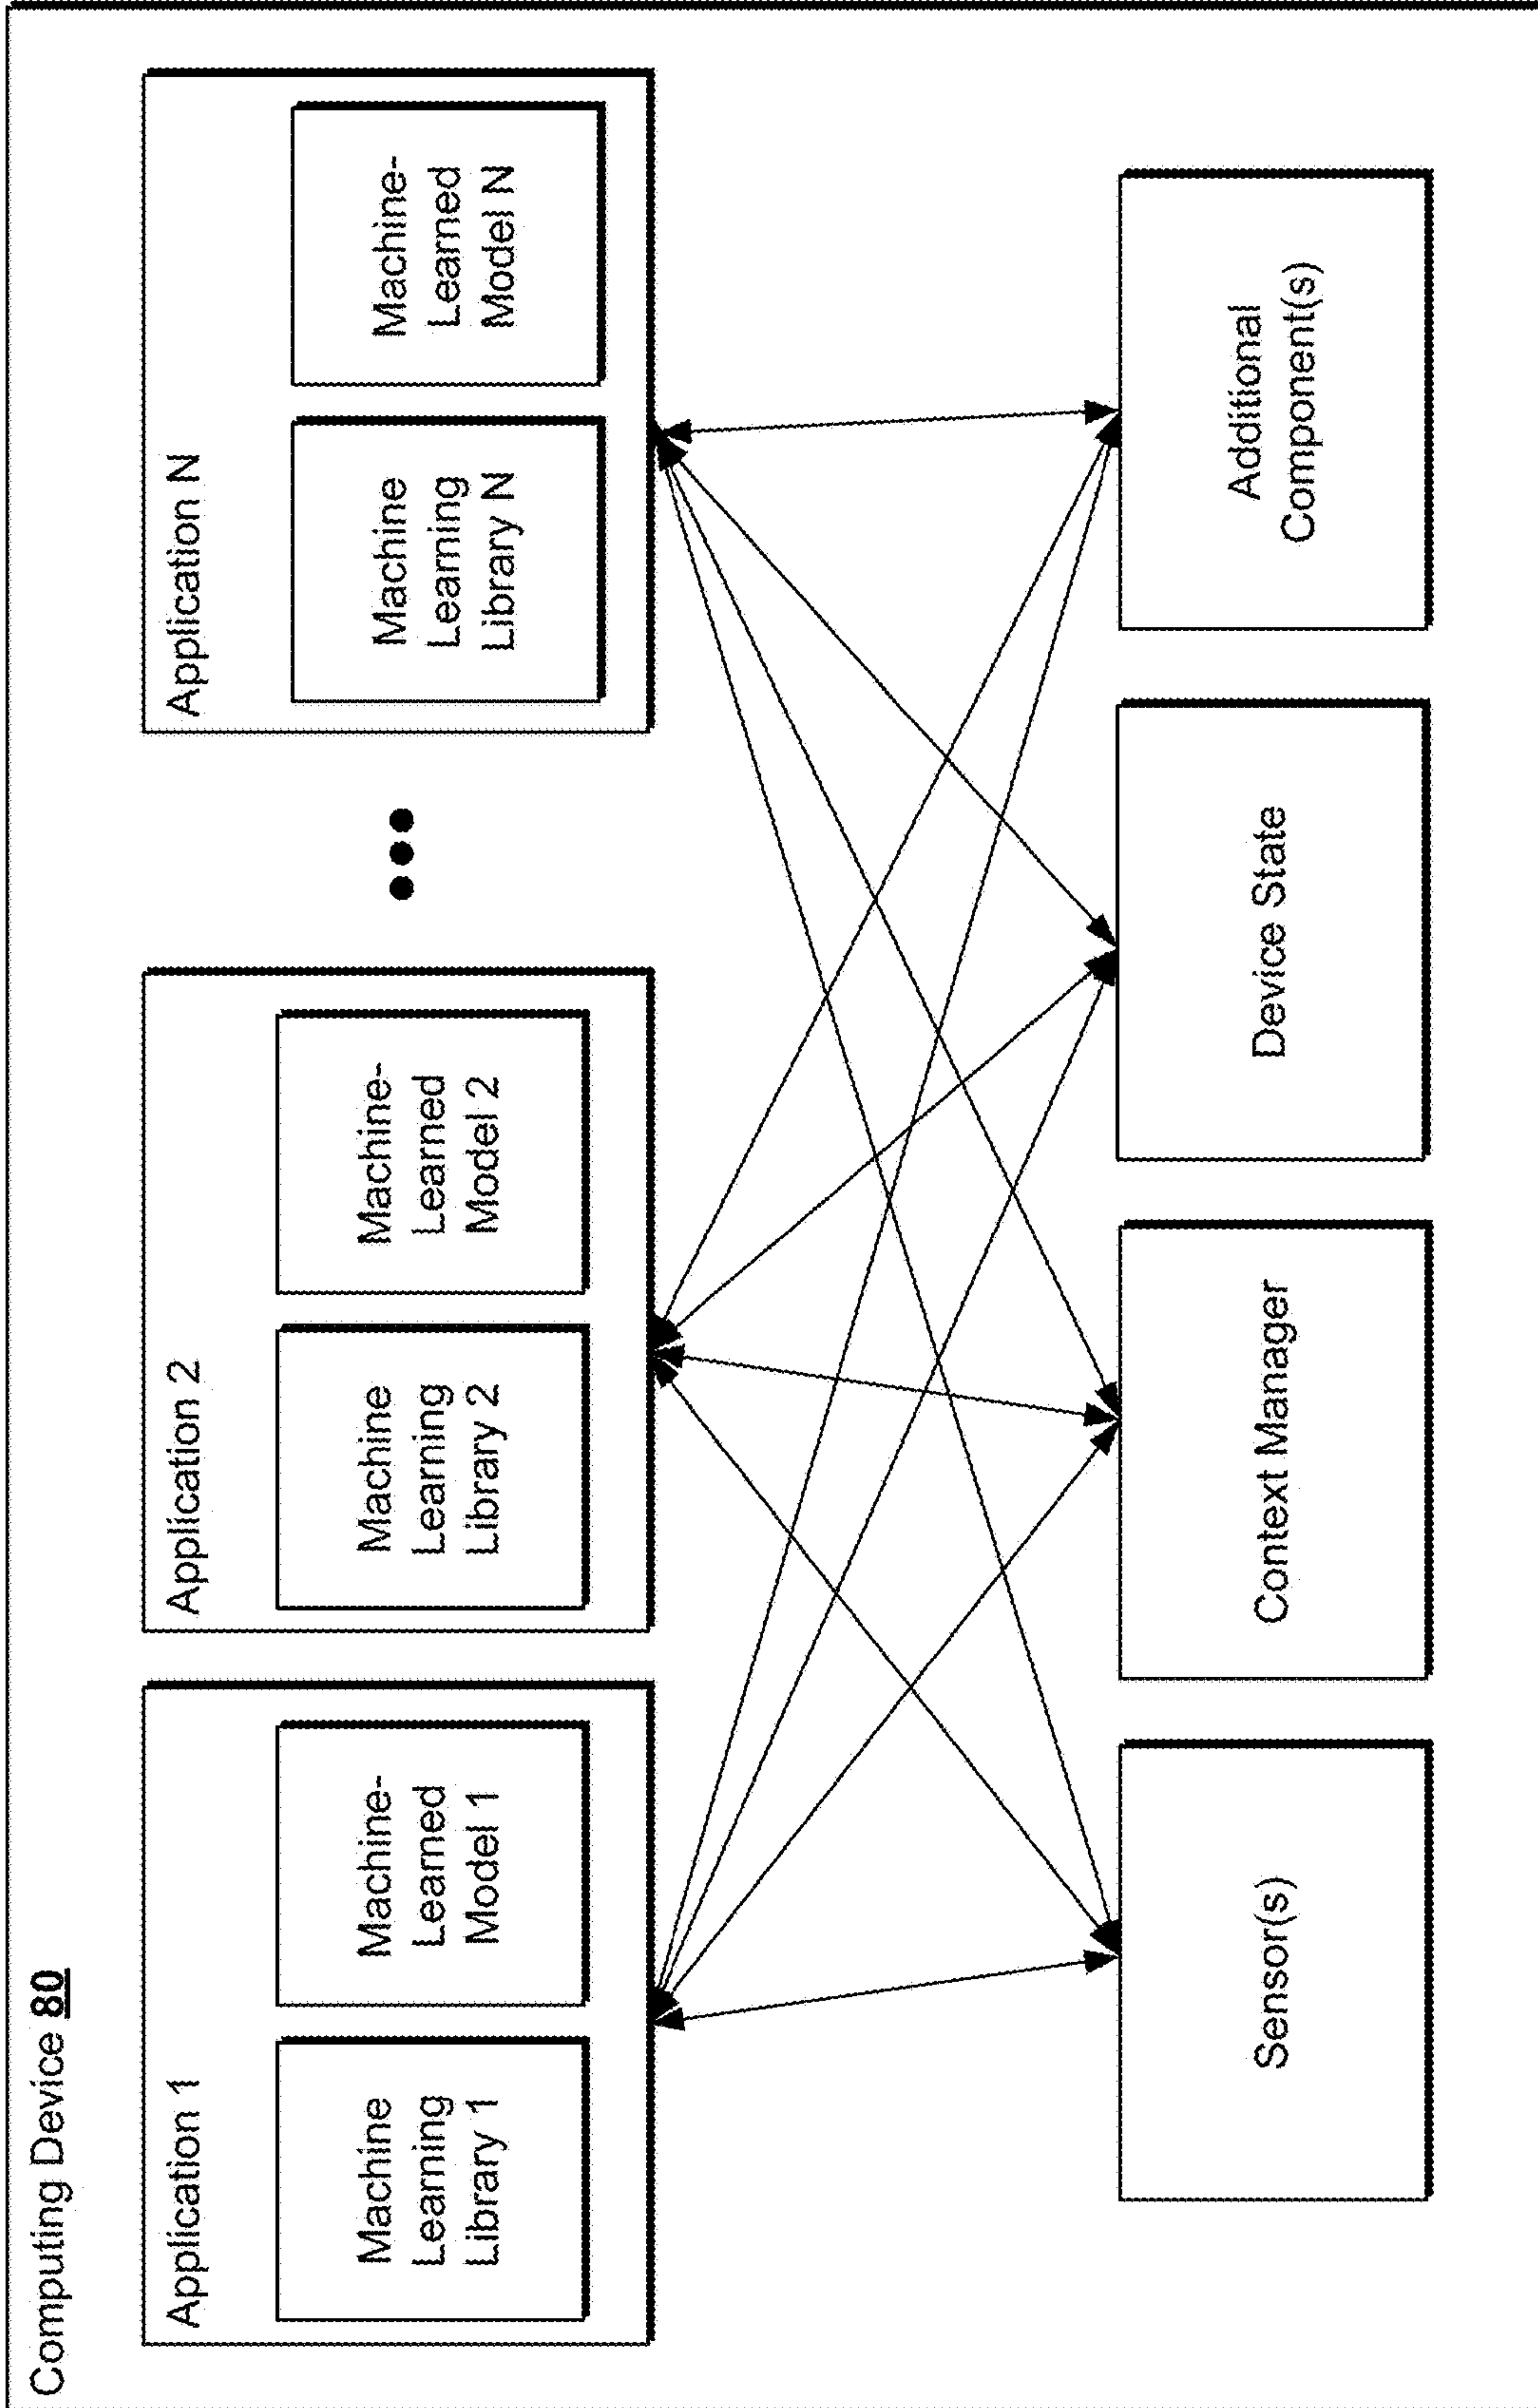 Computing Device 80
Application 1
Machine
Learning
Library 1
Machine-
Learned
Model 1
Application 2
Machine
Learning
Library 2
Machine-
Learned
Model 2
Application N
Machine
Learning
Library N
Machine-
Learned
Model N
Sensor(s)
Context Manager
Device State
Additional
Component(s)